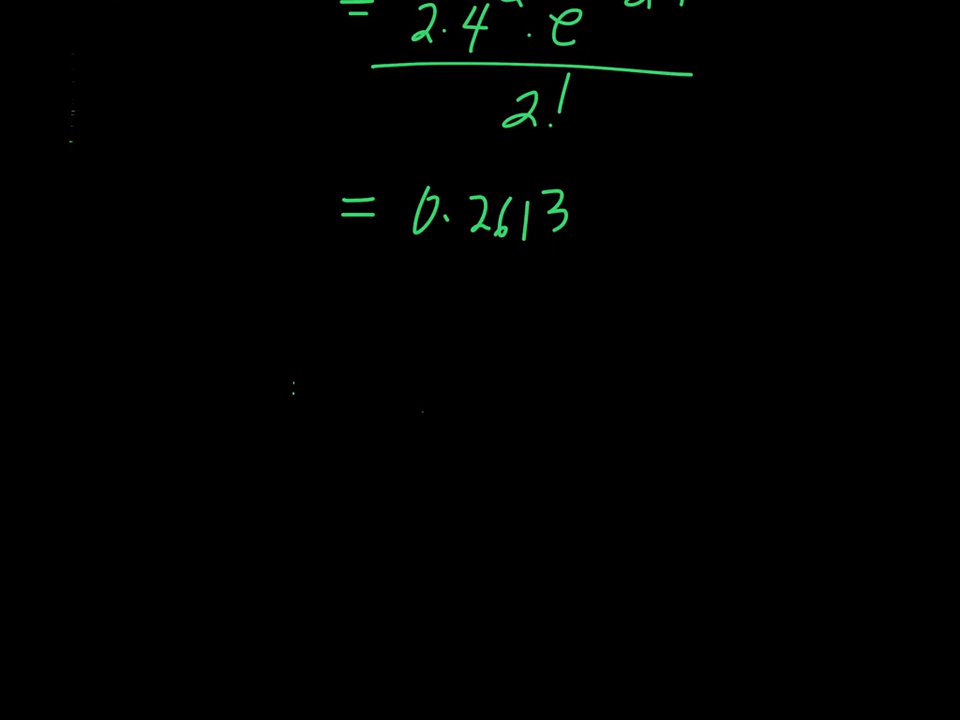 = 2.4 . e
2!
= 0.2613